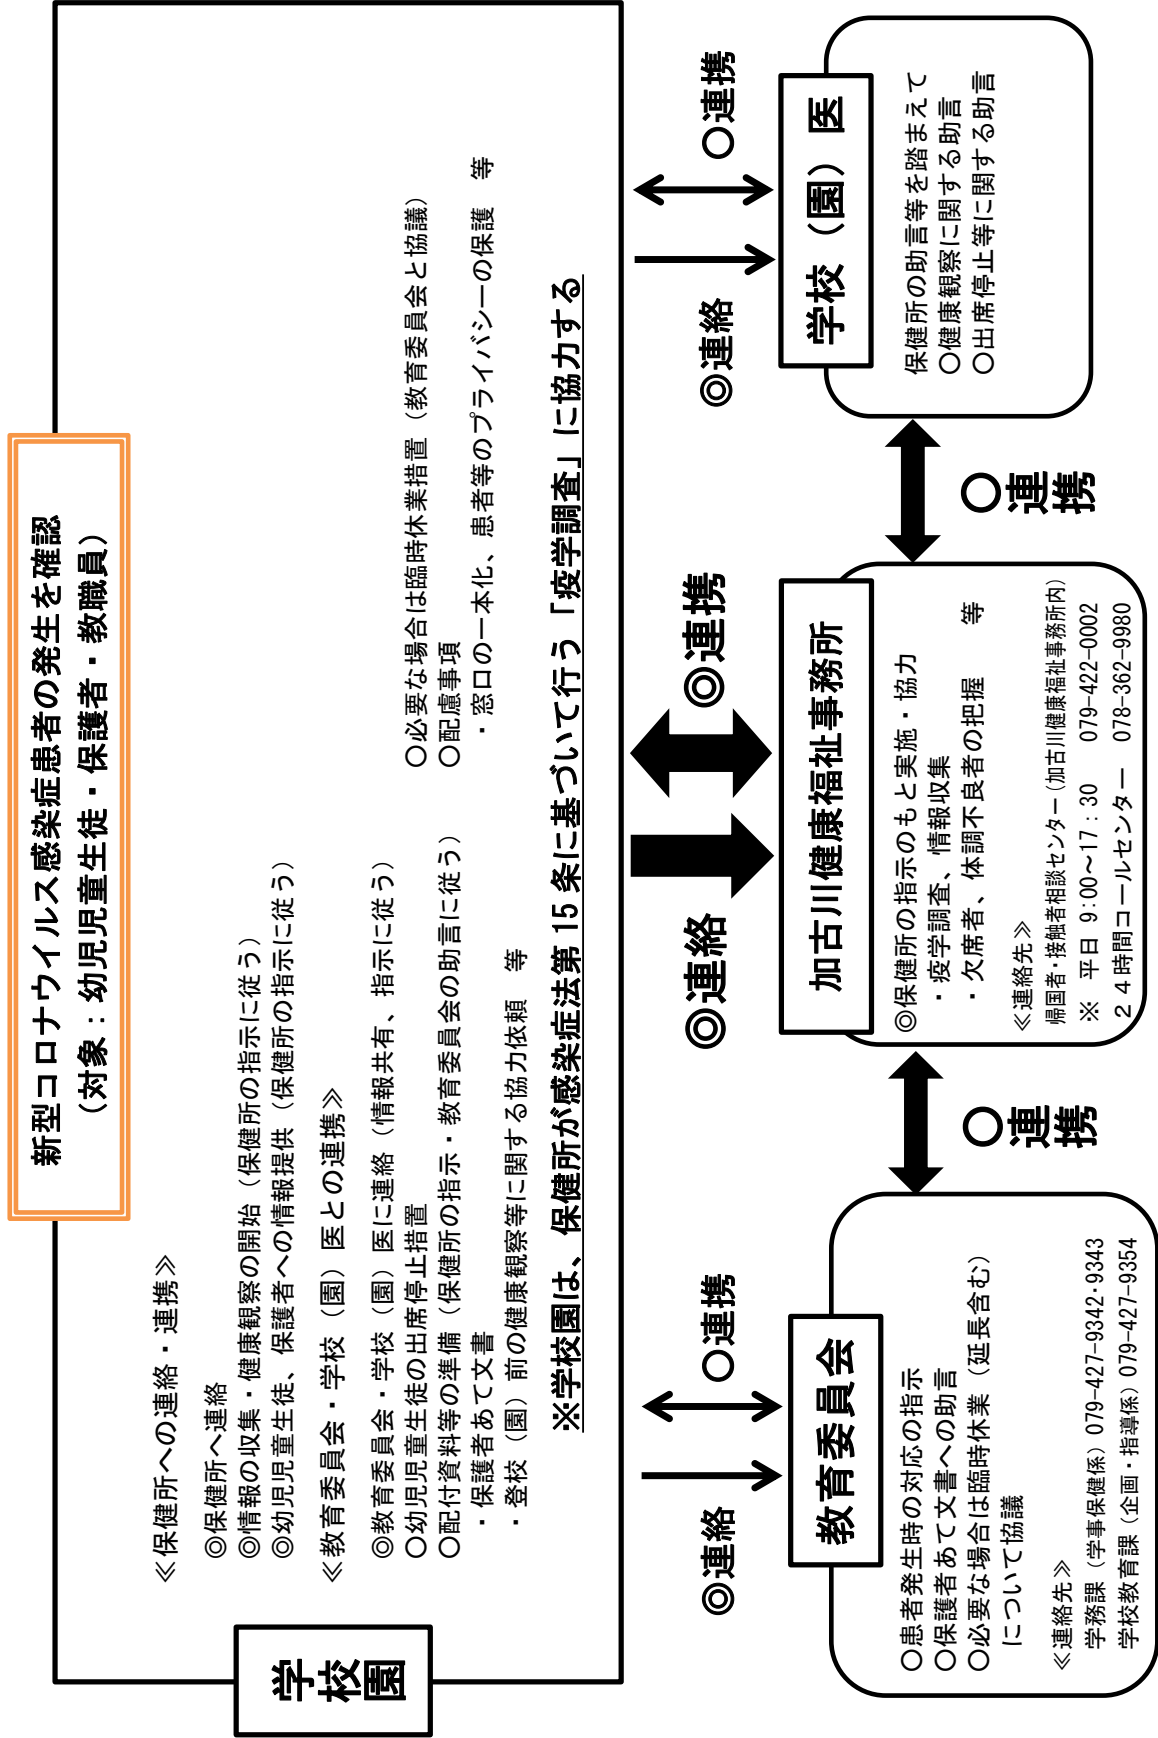 新型コロナウイルス感染症患者の発生を確認
（対象：幼児児童生徒・保護者・教職員）
学校園
≪保健所への連絡・連携≫
◎保健所へ連絡
◎情報の収集・健康観察の開始（保健所の指示に従う）
◎幼児児童生徒、保護者への情報提供（保健所の指示に従う）
≪教育委員会・学校（園）医との連携≫
◎教育委員会・学校（園）医に連絡（情報共有、指示に従う）
〇幼児児童生徒の出席停止措置
〇配付資料等の準備（保健所の指示・教育委員会の助言に従う）
・保護者あて文書
・登校（園）前の健康観察等に関する協力依頼　等
〇必要な場合は臨時休業措置（教育委員会と協議）
〇配慮事項
・窓口の一本化、患者等のプライバシーの保護　等
※学校園は、保健所が感染症法第15条に基づいて行う「疫学調査」に協力する
◎連絡
〇連携
◎連絡
◎連携
◎連絡
〇連携
教育委員会
〇患者発生時の対応の指示
〇保護者あて文書への助言
〇必要な場合は臨時休業（延長含む）
について協議
≪連絡先≫
学務課（学事保健係）079-427-9342・9343
学校教育課（企画・指導係）079-427-9354
〇連携
加古川健康福祉事務所
◎保健所の指示のもと実施・協力
・疫学調査、情報収集
・欠席者、体調不良者の把握　等
≪連絡先≫
帰国者・接触者相談センター（加古川健康福祉事務所内）
※　平日 9:00～17:30　079-422-0002
２４時間コールセンター　078-362-9980
〇連携
学校（園）医
保健所の助言等を踏まえて
〇健康観察に関する助言
〇出席停止等に関する助言